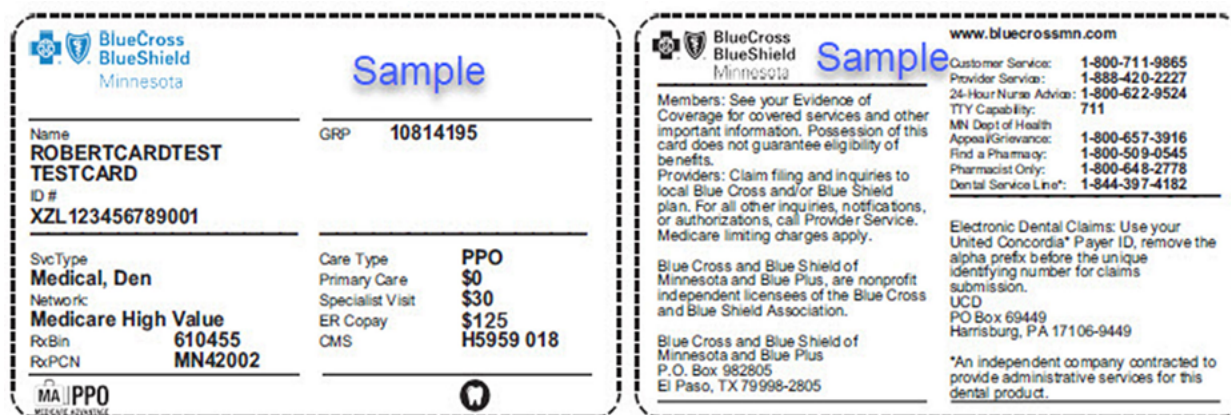 BlueCross
BlueShield
Minnesota
Sample
Name
ROBERTCARDTEST
TESTCARD
ID #
XZL123456789001
GRP 10814195
SvcType
Medical, Den
Network:
Medicare High Value
RxBin 610455
RxPCN MN42002
Care Type PPO
Primary Care $0
Specialist Visit $30
ER Copay $125
CMS H5959 018
MA PPO
MEDICARE ADVANTAGE
BlueCross
BlueShield
Minnesota
Sample
Members: See your Evidence of
Coverage for covered services and other
important information. Possession of this
card does not guarantee eligibility of
benefits.
Providers: Claim filing and inquiries to
local Blue Cross and/or Blue Shield
plan. For all other inquiries, notifications,
or authorizations, call Provider Service.
Medicare limiting charges apply.
Blue Cross and Blue Shield of
Minnesota and Blue Plus, are nonprofit
independent licensees of the Blue Cross
and Blue Shield Association.
Blue Cross and Blue Shield of
Minnesota and Blue Plus
P.O. Box 982805
El Paso, TX 79998-2805
www.bluecrossmn.com
Customer Service: 1-800-711-9865
Provider Service: 1-888-420-2227
24-Hour Nurse Advice: 1-800-622-9524
TTY Capability: 711
MN Dept of Health
Appeal/Grievance: 1-800-657-3916
Find a Pharmacy: 1-800-509-0545
Pharmacist Only: 1-800-648-2778
Dental Service Line*: 1-844-397-4182
Electronic Dental Claims: Use your
United Concordia* Payer ID, remove the
alpha prefix before the unique
identifying number for claims
submission.
UCD
PO Box 69449
Harrisburg, PA 17106-9449
*An independent company contracted to
provide administrative services for this
dental product.